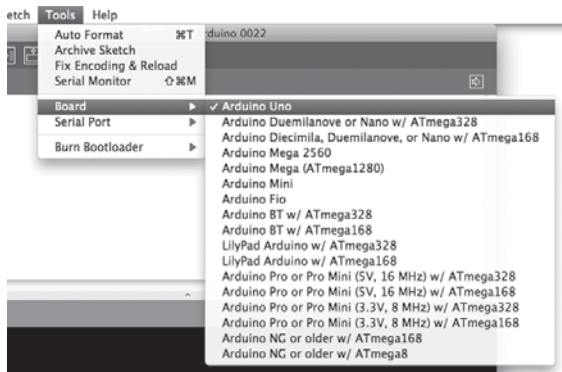 etch Tools Help
duino 0022
Auto Format ⌘T
Archive Sketch
Fix Encoding & Reload
Serial Monitor ⇧⌘M
Board ▶
Serial Port ▶
Burn Bootloader ▶
✓ Arduino Uno
Arduino Duemilanove or Nano w/ ATmega328
Arduino Diecimila, Duemilanove, or Nano w/ ATmega168
Arduino Mega 2560
Arduino Mega (ATmega1280)
Arduino Mini
Arduino Fio
Arduino BT w/ ATmega328
Arduino BT w/ ATmega168
LilyPad Arduino w/ ATmega328
LilyPad Arduino w/ ATmega168
Arduino Pro or Pro Mini (5V, 16 MHz) w/ ATmega328
Arduino Pro or Pro Mini (5V, 16 MHz) w/ ATmega168
Arduino Pro or Pro Mini (3.3V, 8 MHz) w/ ATmega328
Arduino Pro or Pro Mini (3.3V, 8 MHz) w/ ATmega168
Arduino NG or older w/ ATmega168
Arduino NG or older w/ ATmega8